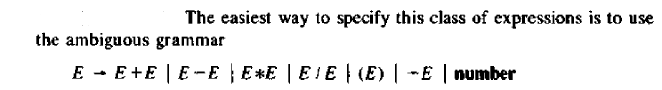 The easiest way to specify this class of expressions is to use
the ambiguous grammar
E → E+E | E-E | E*E | E/E | (E) | -E | number